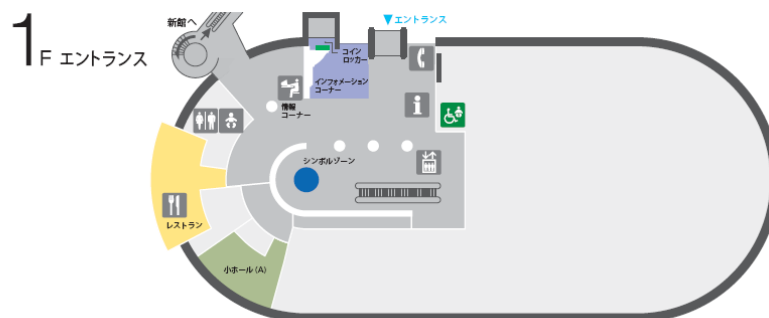 1F エントランス
新館へ
エントランス
コイン
ロッカー
インフォメーション
コーナー
情報
コーナー
シンボルゾーン
レストラン
小ホール(A)